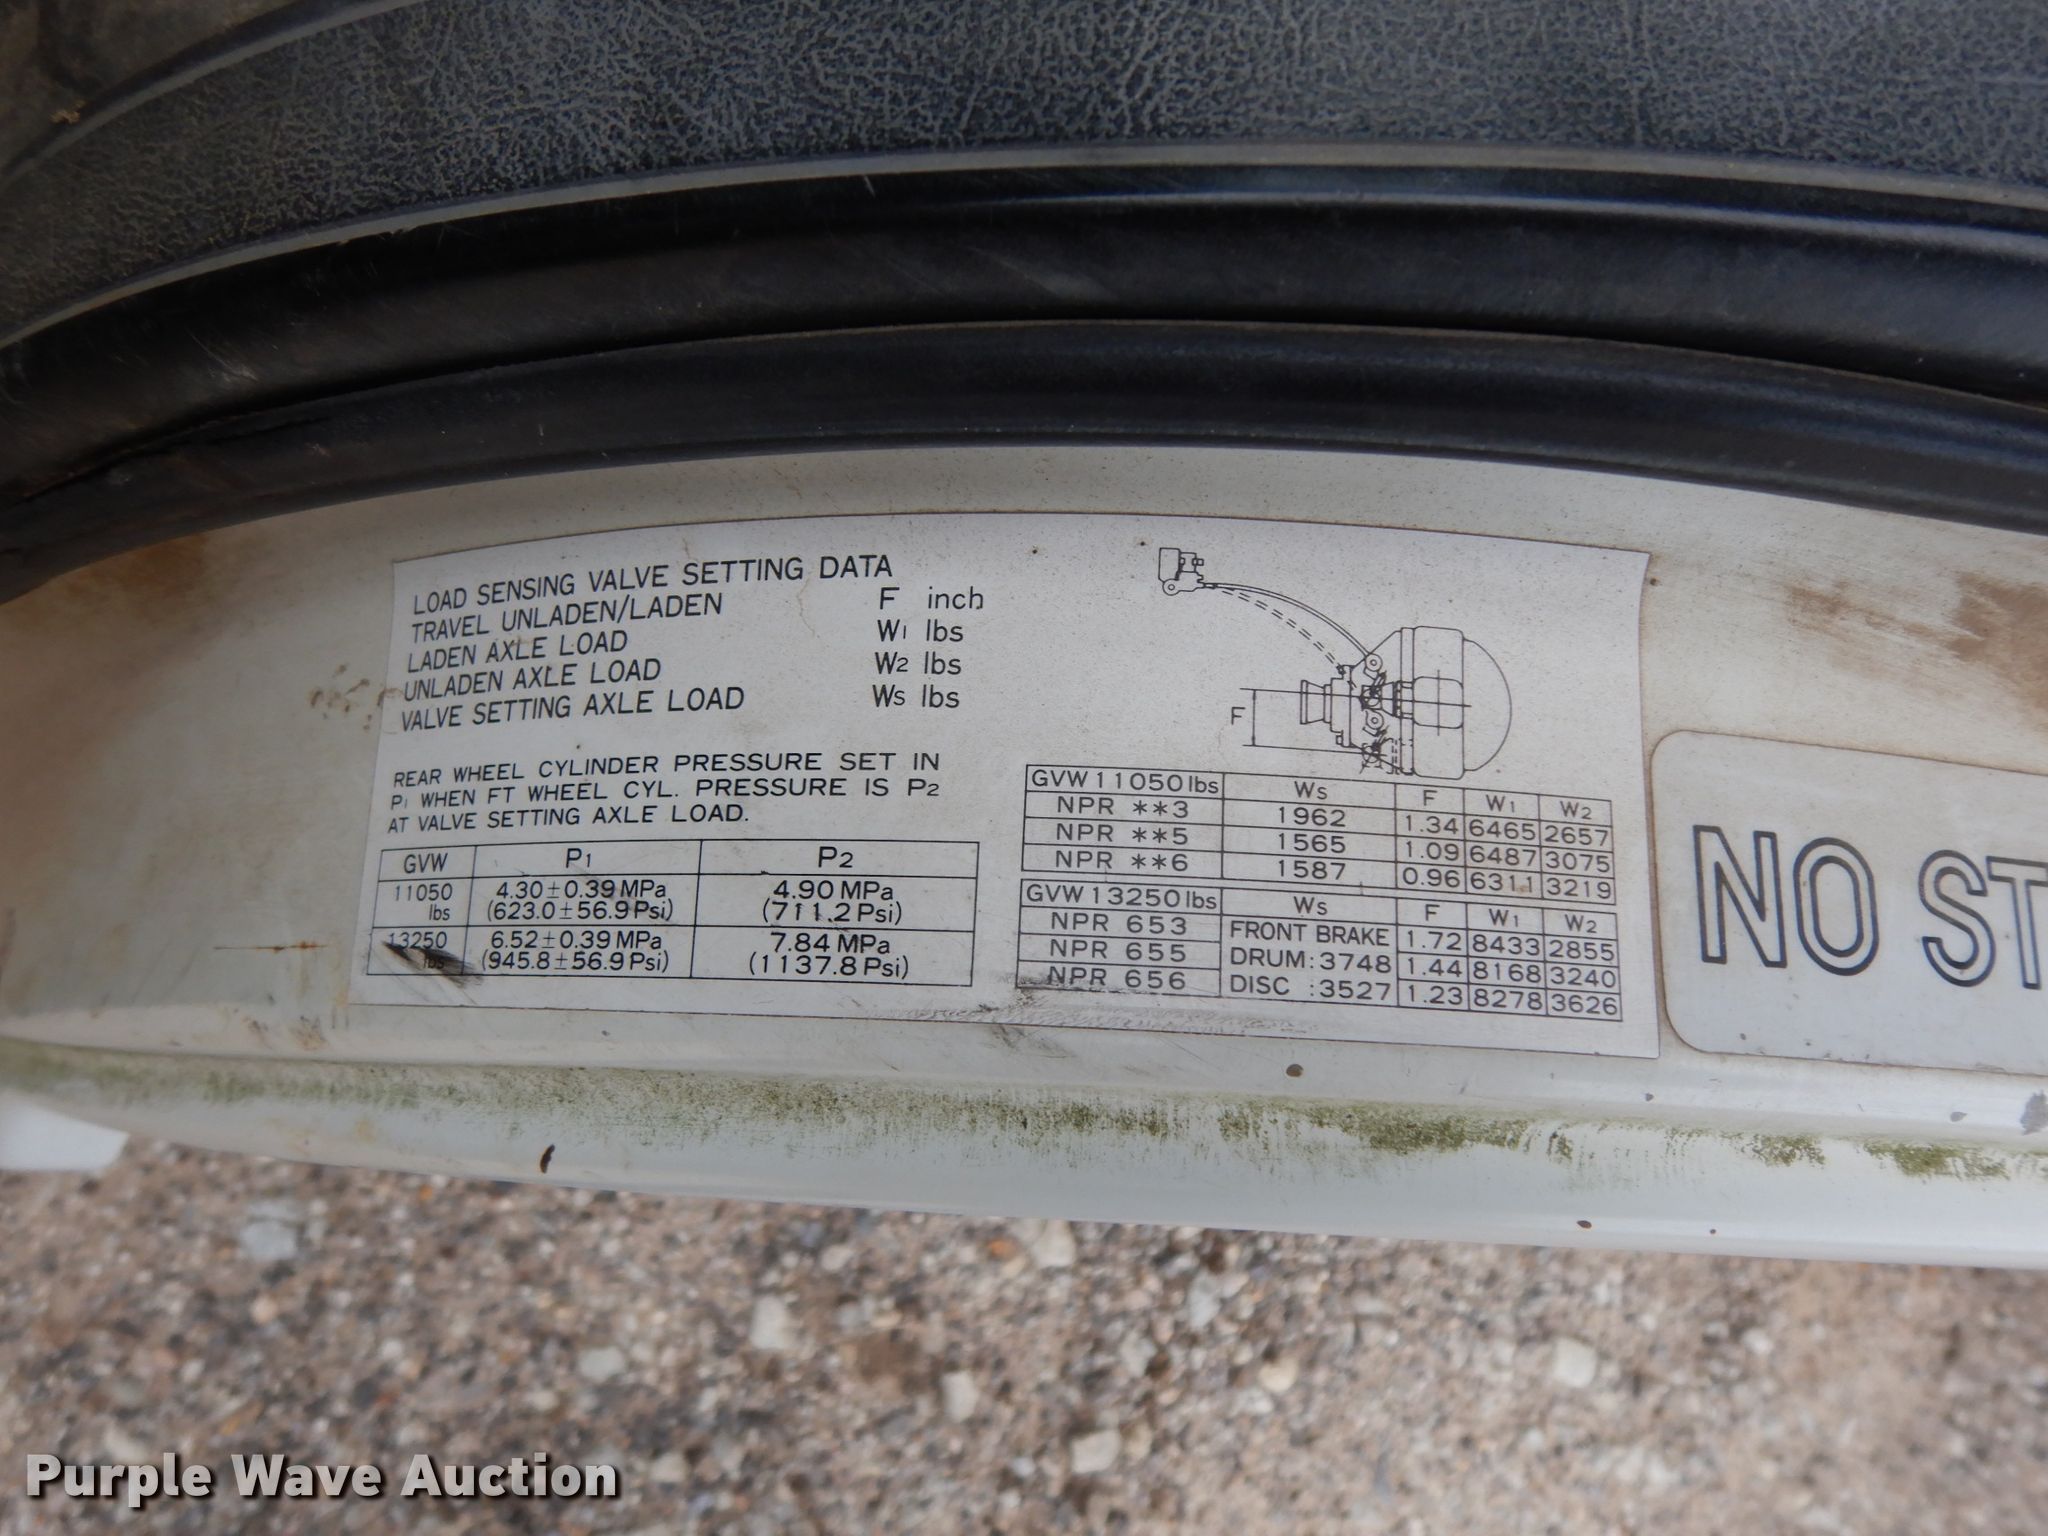 LOAD SENSING VALVE SETTING DATA
TRAVEL UNLADEN/LADEN F inch
LADEN AXLE LOAD W1 lbs
UNLADEN AXLE LOAD W2 lbs
VALVE SETTING AXLE LOAD Ws lbs
REAR WHEEL CYLINDER PRESSURE SET IN
P1 WHEN FT WHEEL CYL. PRESSURE IS P2
AT VALVE SETTING AXLE LOAD.
GVW P1 P2
11050 lbs 4.30±0.39 MPa 4.90 MPa
(623.0±56.9 Psi) (711.2 Psi)
13250 lbs 6.52±0.39 MPa 7.84 MPa
(945.8±56.9 Psi) (1137.8 Psi)
F
GVW 11050 lbs Ws F W1 W2
NPR **3 1962 1.34 6465 2657
NPR **5 1565 1.09 6487 3075
NPR **6 1587 0.96 6311 3219
GVW 13250 lbs Ws F W1 W2
NPR 653 FRONT BRAKE 1.72 8433 2855
NPR 655 DRUM:3748 1.44 8168 3240
NPR 656 DISC :3527 1.23 8278 3626
NO ST
Purple Wave Auction